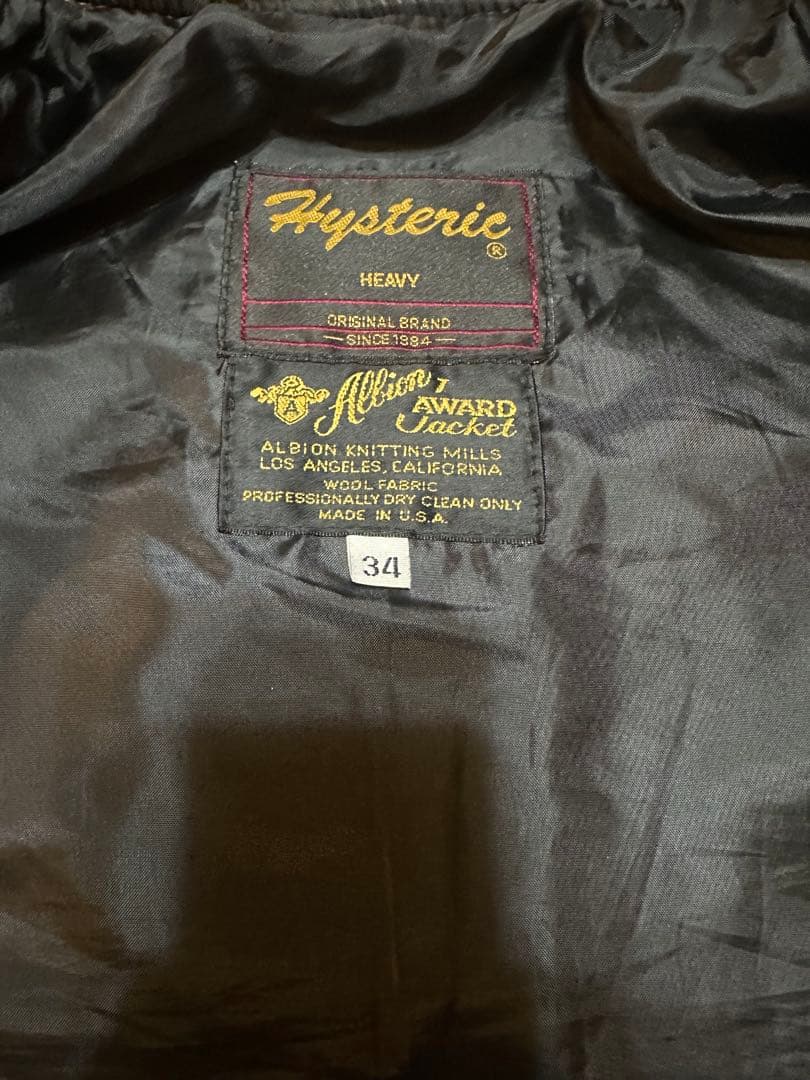 Hysteric
®
HEAVY
ORIGINAL BRAND
SINCE 1984
A
Albion
AWARD
Jacket
ALBION KNITTING MILLS
LOS ANGELES, CALIFORNIA
WOOL FABRIC
PROFESSIONALLY DRY CLEAN ONLY
MADE IN U.S.A.
34